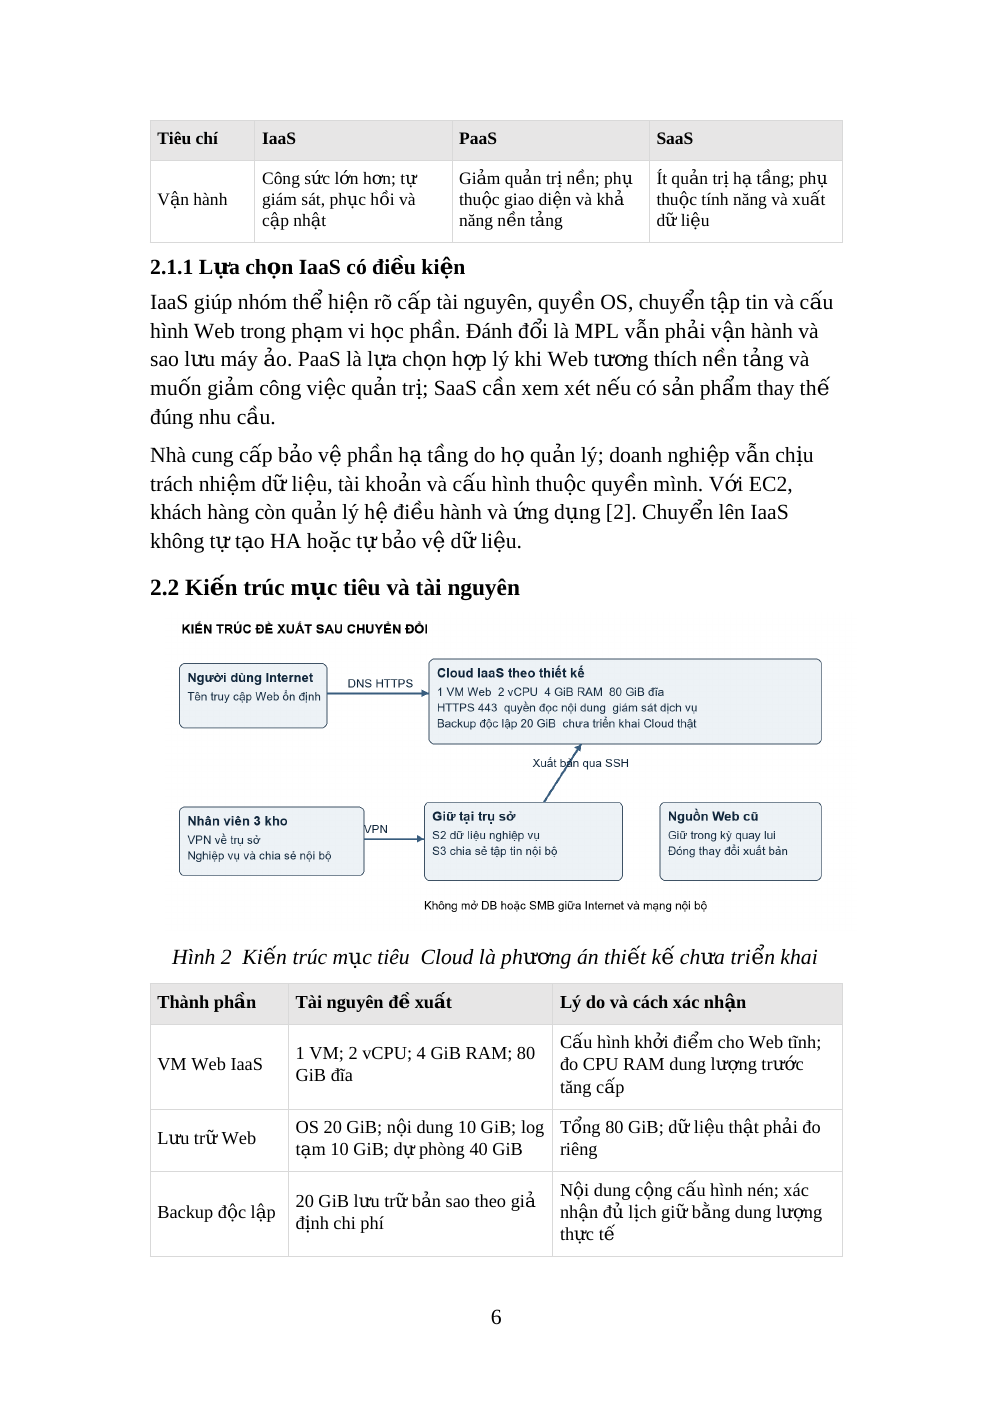 Tiêu chí IaaS PaaS SaaS
Vận hành
Công sức lớn hơn; tự
giám sát, phục hồi và
cập nhật
Giảm quản trị nền; phụ
thuộc giao diện và khả
năng nền tảng
Ít quản trị hạ tầng; phụ
thuộc tính năng và xuất
dữ liệu
2.1.1 Lựa chọn IaaS có điều kiện
IaaS giúp nhóm thể hiện rõ cấp tài nguyên, quyền OS, chuyển tập tin và cấu
hình Web trong phạm vi học phần. Đánh đổi là MPL vẫn phải vận hành và
sao lưu máy ảo. PaaS là lựa chọn hợp lý khi Web tương thích nền tảng và
muốn giảm công việc quản trị; SaaS cần xem xét nếu có sản phẩm thay thế
đúng nhu cầu.
Nhà cung cấp bảo vệ phần hạ tầng do họ quản lý; doanh nghiệp vẫn chịu
trách nhiệm dữ liệu, tài khoản và cấu hình thuộc quyền mình. Với EC2,
khách hàng còn quản lý hệ điều hành và ứng dụng [2]. Chuyển lên IaaS
không tự tạo HA hoặc tự bảo vệ dữ liệu.
2.2 Kiến trúc mục tiêu và tài nguyên
KIẾN TRÚC ĐỀ XUẤT SAU CHUYỂN ĐỔI
Người dùng Internet
Tên truy cập Web ổn định
DNS HTTPS
Cloud IaaS theo thiết kế
1 VM Web 2 vCPU 4 GiB RAM 80 GiB đĩa
HTTPS 443 quyền đọc nội dung giám sát dịch vụ
Backup độc lập 20 GiB chưa triển khai Cloud thật
Xuất bản qua SSH
Nhân viên 3 kho
VPN về trụ sở
Nghiệp vụ và chia sẻ nội bộ
VPN
Giữ tại trụ sở
S2 dữ liệu nghiệp vụ
S3 chia sẻ tập tin nội bộ
Nguồn Web cũ
Giữ trong kỳ quay lui
Đóng thay đổi xuất bản
Không mở DB hoặc SMB giữa Internet và mạng nội bộ
Hình 2 Kiến trúc mục tiêu Cloud là phương án thiết kế chưa triển khai
Thành phần Tài nguyên đề xuất Lý do và cách xác nhận
VM Web IaaS
1 VM; 2 vCPU; 4 GiB RAM; 80
GiB đĩa
Cấu hình khởi điểm cho Web tĩnh;
đo CPU RAM dung lượng trước
tăng cấp
Lưu trữ Web
OS 20 GiB; nội dung 10 GiB; log
tạm 10 GiB; dự phòng 40 GiB
Tổng 80 GiB; dữ liệu thật phải đo
riêng
Backup độc lập
20 GiB lưu trữ bản sao theo giả
định chi phí
Nội dung cộng cấu hình nén; xác
nhận đủ lịch giữ bằng dung lượng
thực tế
6